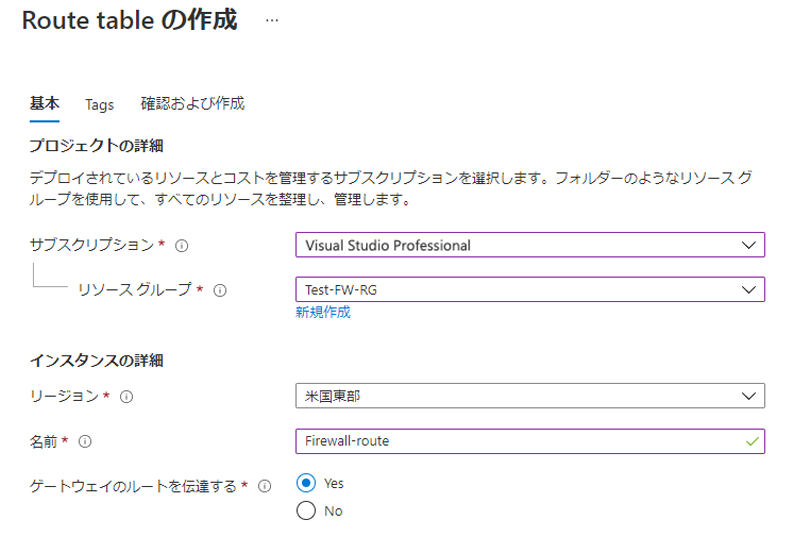 Route table の作成 ...
基本 Tags 確認および作成
プロジェクトの詳細
デプロイされているリソースとコストを管理するサブスクリプションを選択します。フォルダーのようなリソース グ
ループを使用して、すべてのリソースを整理し、管理します。
サブスクリプション * Visual Studio Professional
リソース グループ * Test-FW-RG
新規作成
インスタンスの詳細
リージョン * 米国東部
名前 * Firewall-route
ゲートウェイのルートを伝達する * Yes
No